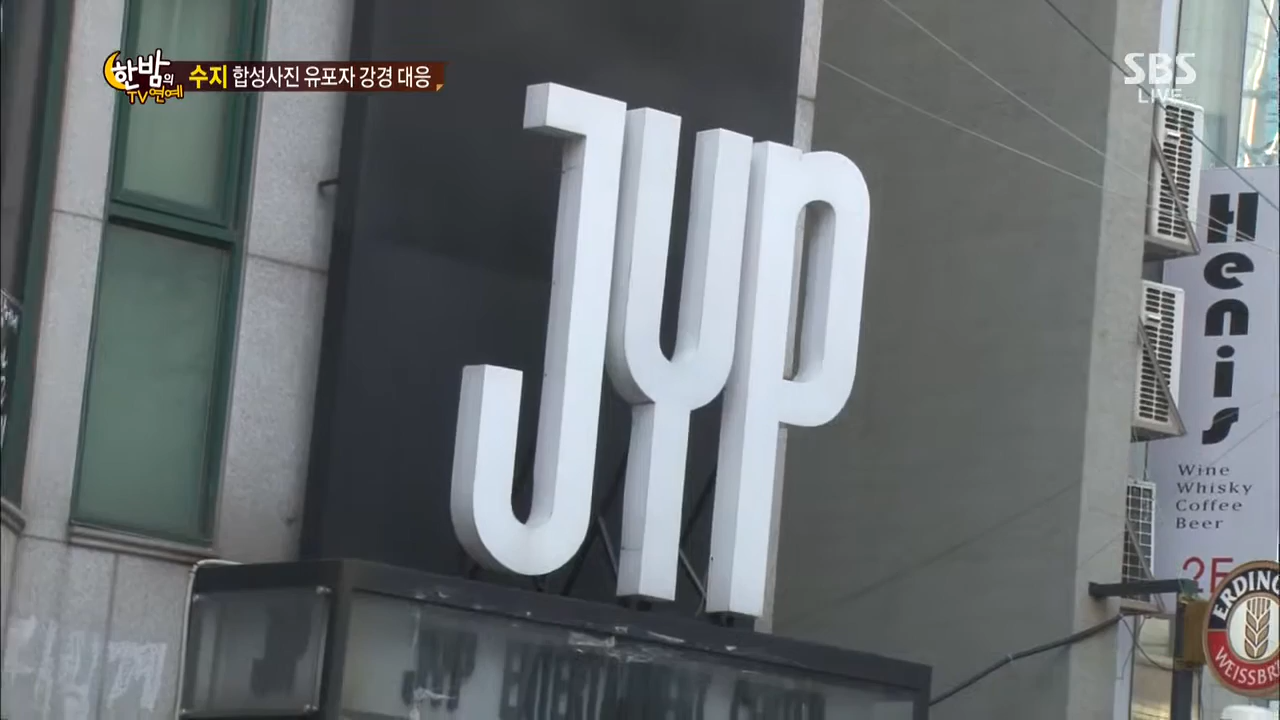 한밤의
TV연예
수지 합성사진 유포자 강경 대응
SBS
LIVE
JYP
Henis
Wine
Whisky
Coffee
Beer
2F
ERDING
WEISSBR
JYP